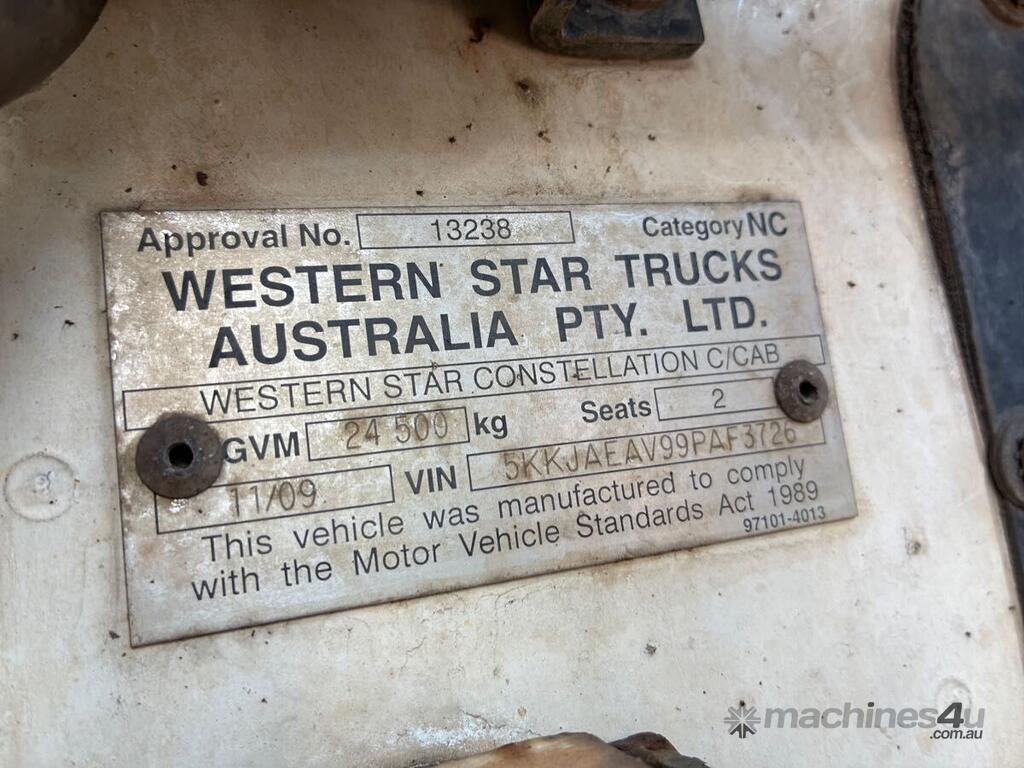 Approval No. 13238 Category NC
WESTERN STAR TRUCKS
AUSTRALIA PTY. LTD.
WESTERN STAR CONSTELLATION C/CAB
GVM 24 500 kg Seats 2
11/09 VIN 5KKJAEAV99PAF3726
This vehicle was manufactured to comply
with the Motor Vehicle Standards Act 1989
97101-4013
machines4u
.com.au